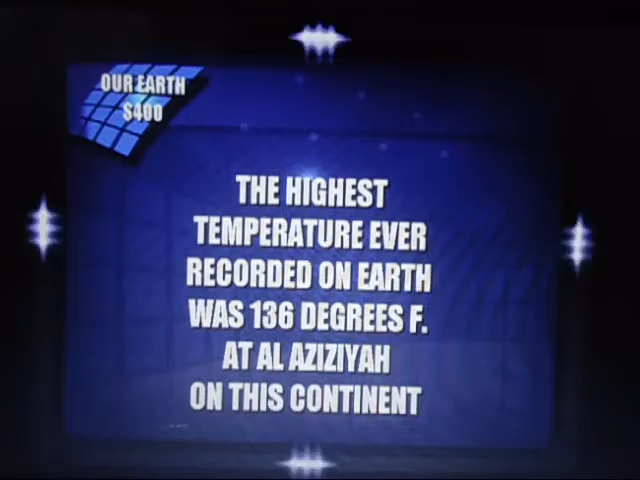 OUR EARTH
$400
THE HIGHEST
TEMPERATURE EVER
RECORDED ON EARTH
WAS 136 DEGREES F.
AT AL AZIZIYAH
ON THIS CONTINENT